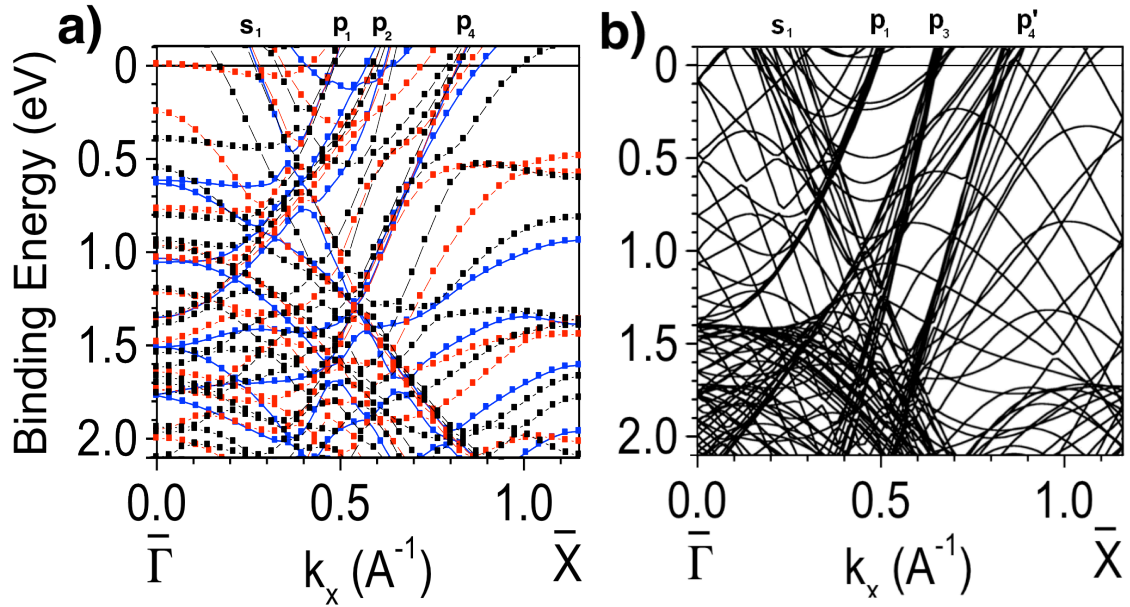 a) s₁ p₁ p₂ p₄
b) s₁ p₁ p₃ p'₄
Binding Energy (eV)
0
0.5
1.0
1.5
2.0
0
0.5
1.0
1.5
2.0
0.0 0.5 1.0
0.0 0.5 1.0
Γ̄ kₓ (A⁻¹) X̄
Γ̄ kₓ (A⁻¹) X̄